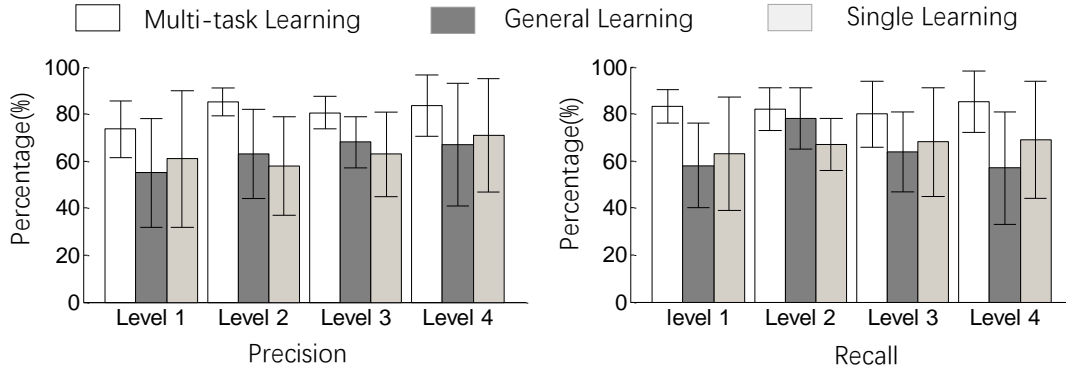 Multi-task Learning General Learning Single Learning
Percentage(%)
100
80
60
40
20
0
Level 1 Level 2 Level 3 Level 4
Precision
Percentage(%)
100
80
60
40
20
0
level 1 Level 2 Level 3 Level 4
Recall